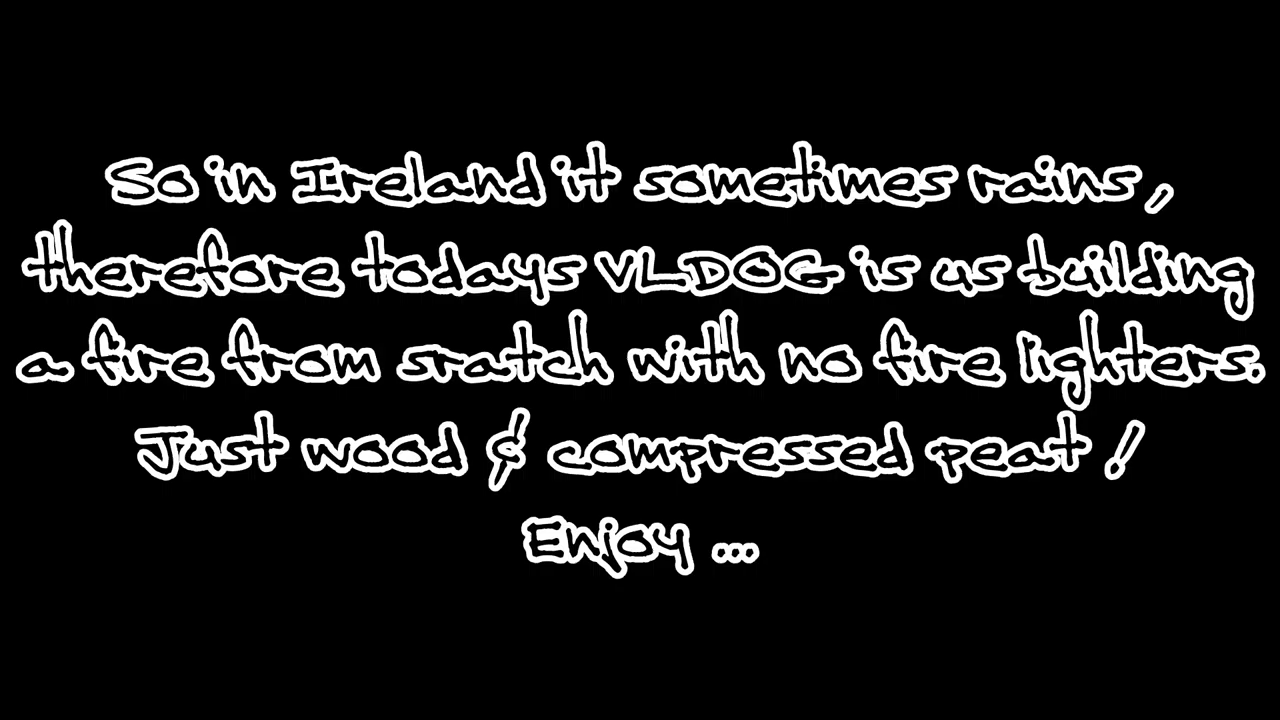 So in Ireland it sometimes rains,
therefore todays VLDOG is us building
a fire from sratch with no fire lighters.
Just wood & compressed peat!
Enjoy ...